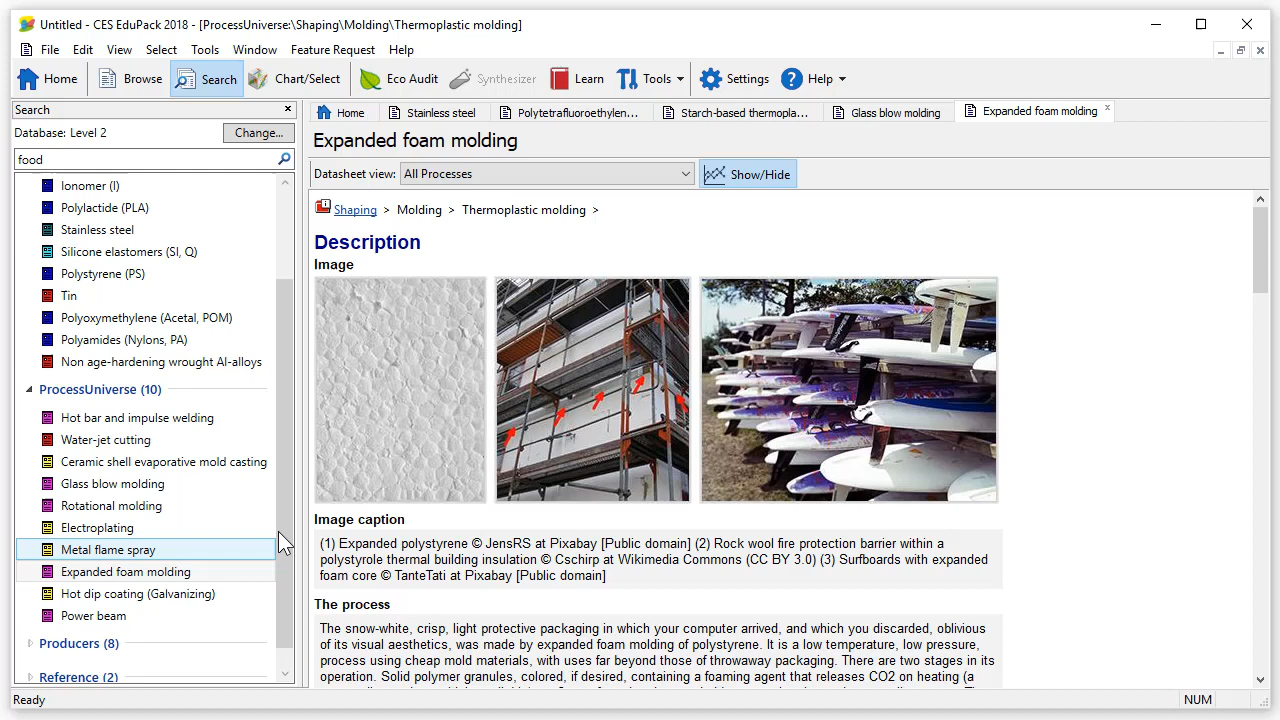 Untitled - CES EduPack 2018 - [ProcessUniverse:\Shaping\Molding\Thermoplastic molding]
File Edit View Select Tools Window Feature Request Help
Home Browse Search Chart/Select Eco Audit Synthesizer Learn Tools Settings Help
Search
Database: Level 2 Change...
food
Ionomer (I)
Polylactide (PLA)
Stainless steel
Silicone elastomers (SI, Q)
Polystyrene (PS)
Tin
Polyoxymethylene (Acetal, POM)
Polyamides (Nylons, PA)
Non age-hardening wrought Al-alloys
ProcessUniverse (10)
Hot bar and impulse welding
Water-jet cutting
Ceramic shell evaporative mold casting
Glass blow molding
Rotational molding
Electroplating
Metal flame spray
Expanded foam molding
Hot dip coating (Galvanizing)
Power beam
Producers (8)
Reference (2)
Home Stainless steel Polytetrafluoroethylen... Starch-based thermopla... Glass blow molding Expanded foam molding
Expanded foam molding
Datasheet view: All Processes Show/Hide
Shaping > Molding > Thermoplastic molding >
Description
Image
Image caption
(1) Expanded polystyrene © JensRS at Pixabay [Public domain] (2) Rock wool fire protection barrier within a
polystyrole thermal building insulation © Cschirp at Wikimedia Commons (CC BY 3.0) (3) Surfboards with expanded
foam core © TanteTati at Pixabay [Public domain]
The process
The snow-white, crisp, light protective packaging in which your computer arrived, and which you discarded, oblivious
of its visual aesthetics, was made by expanded foam molding of polystyrene. It is a low temperature, low pressure,
process using cheap mold materials, with uses far beyond those of throwaway packaging. There are two stages in its
operation. Solid polymer granules, colored, if desired, containing a foaming agent that releases CO2 on heating (a
Ready NUM